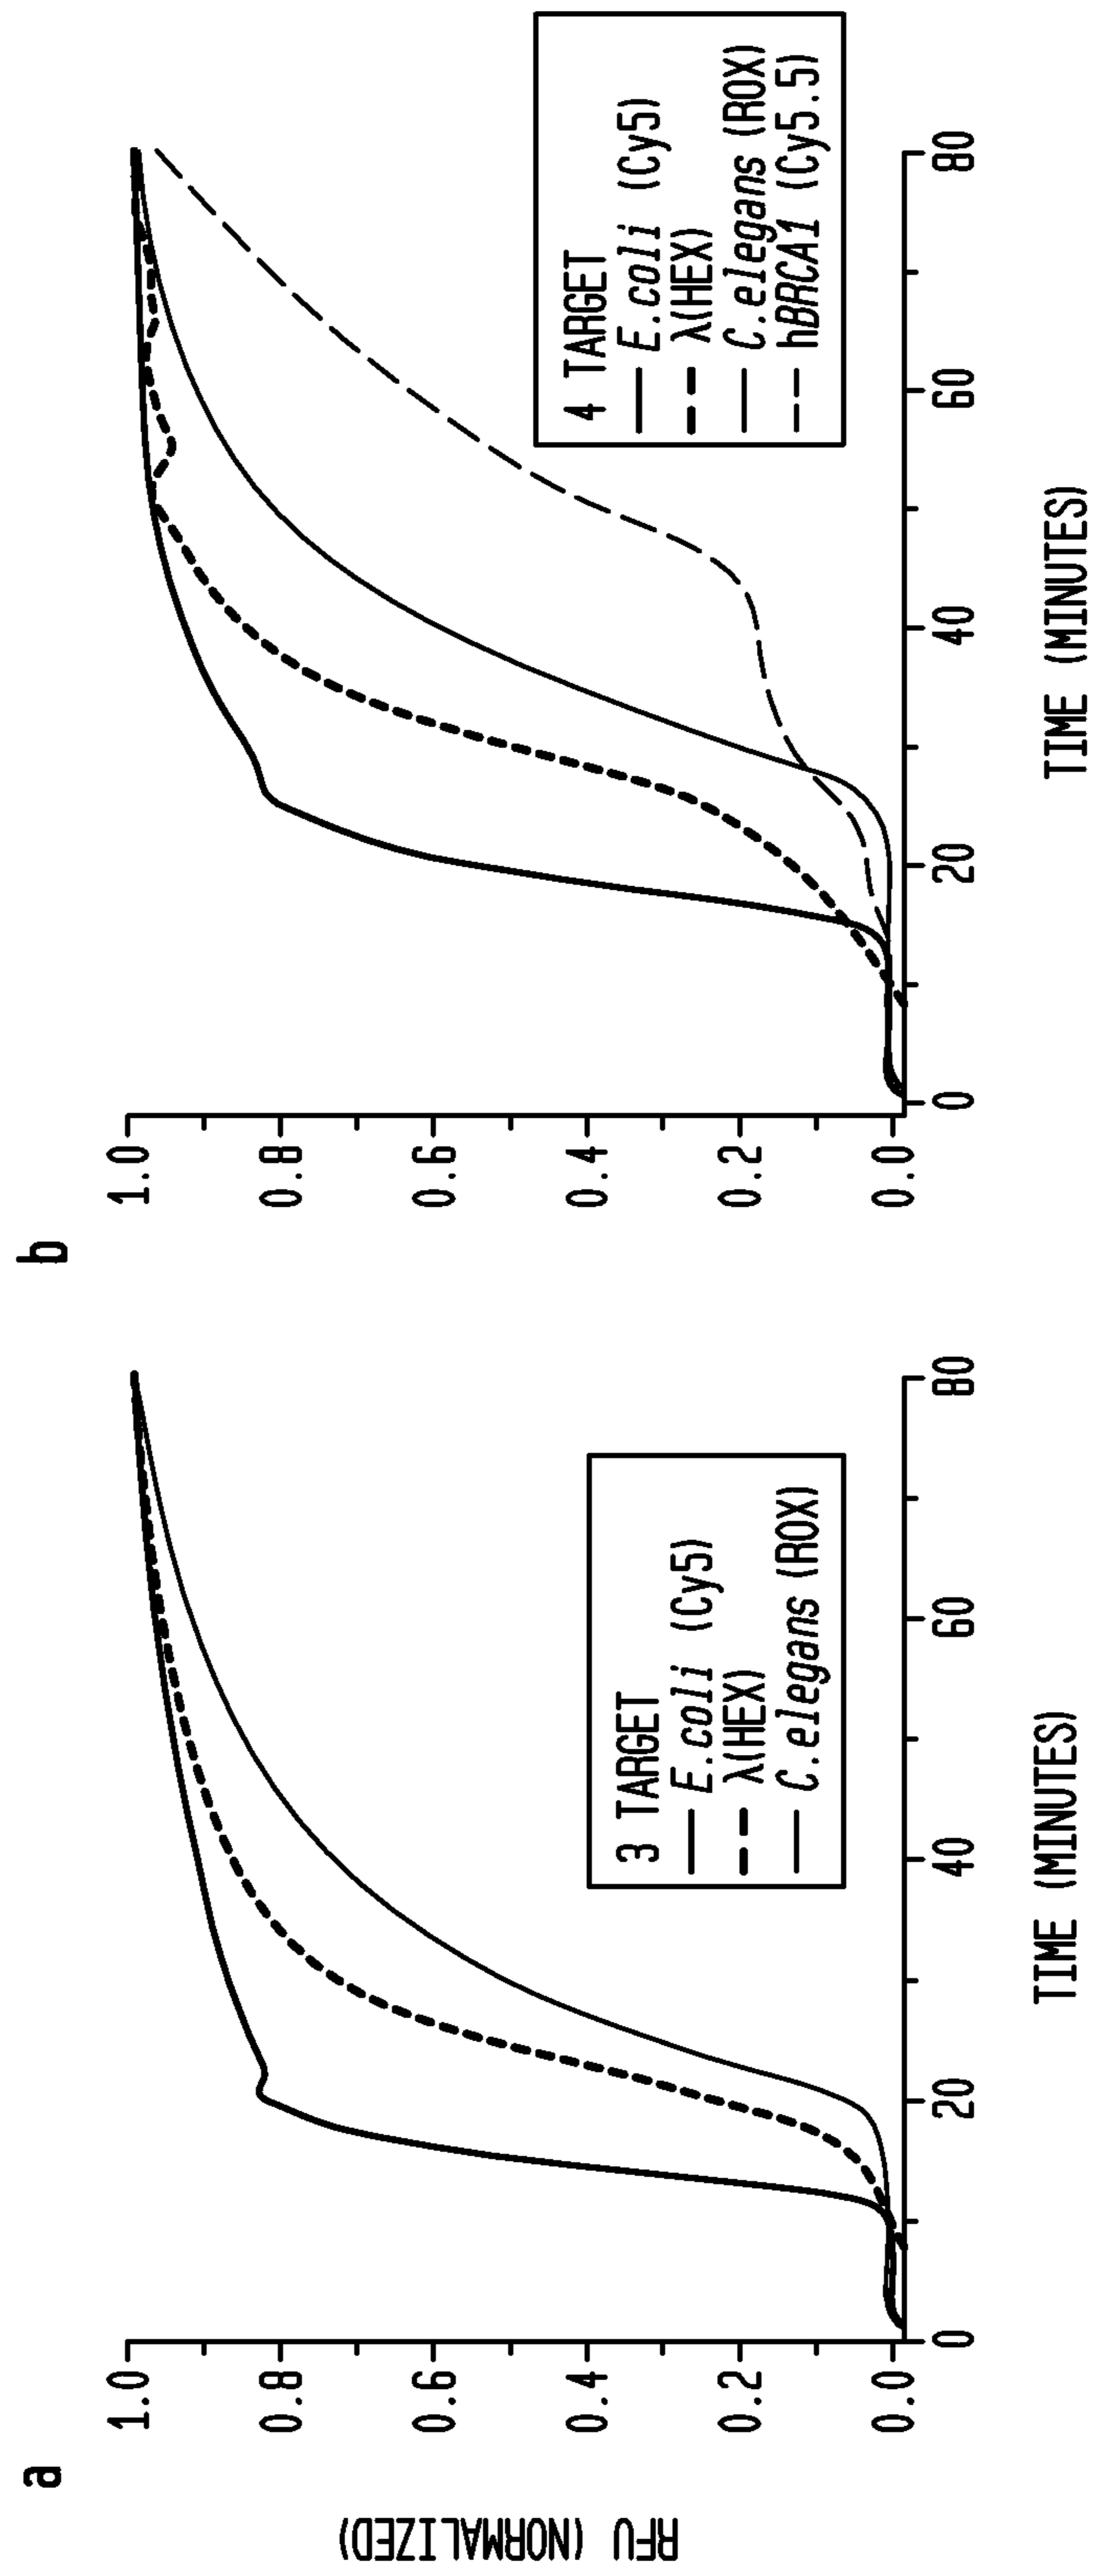 a
RFU (NORMALIZED)
1.0
0.8
0.6
0.4
0.2
0.0
0 20 40 60 80
TIME (MINUTES)
3 TARGET
E.coli (Cy5)
λ(HEX)
C.elegans (ROX)
b
1.0
0.8
0.6
0.4
0.2
0.0
0 20 40 60 80
TIME (MINUTES)
4 TARGET
E.coli (Cy5)
λ(HEX)
C.elegans (ROX)
hBRCA1 (Cy5.5)